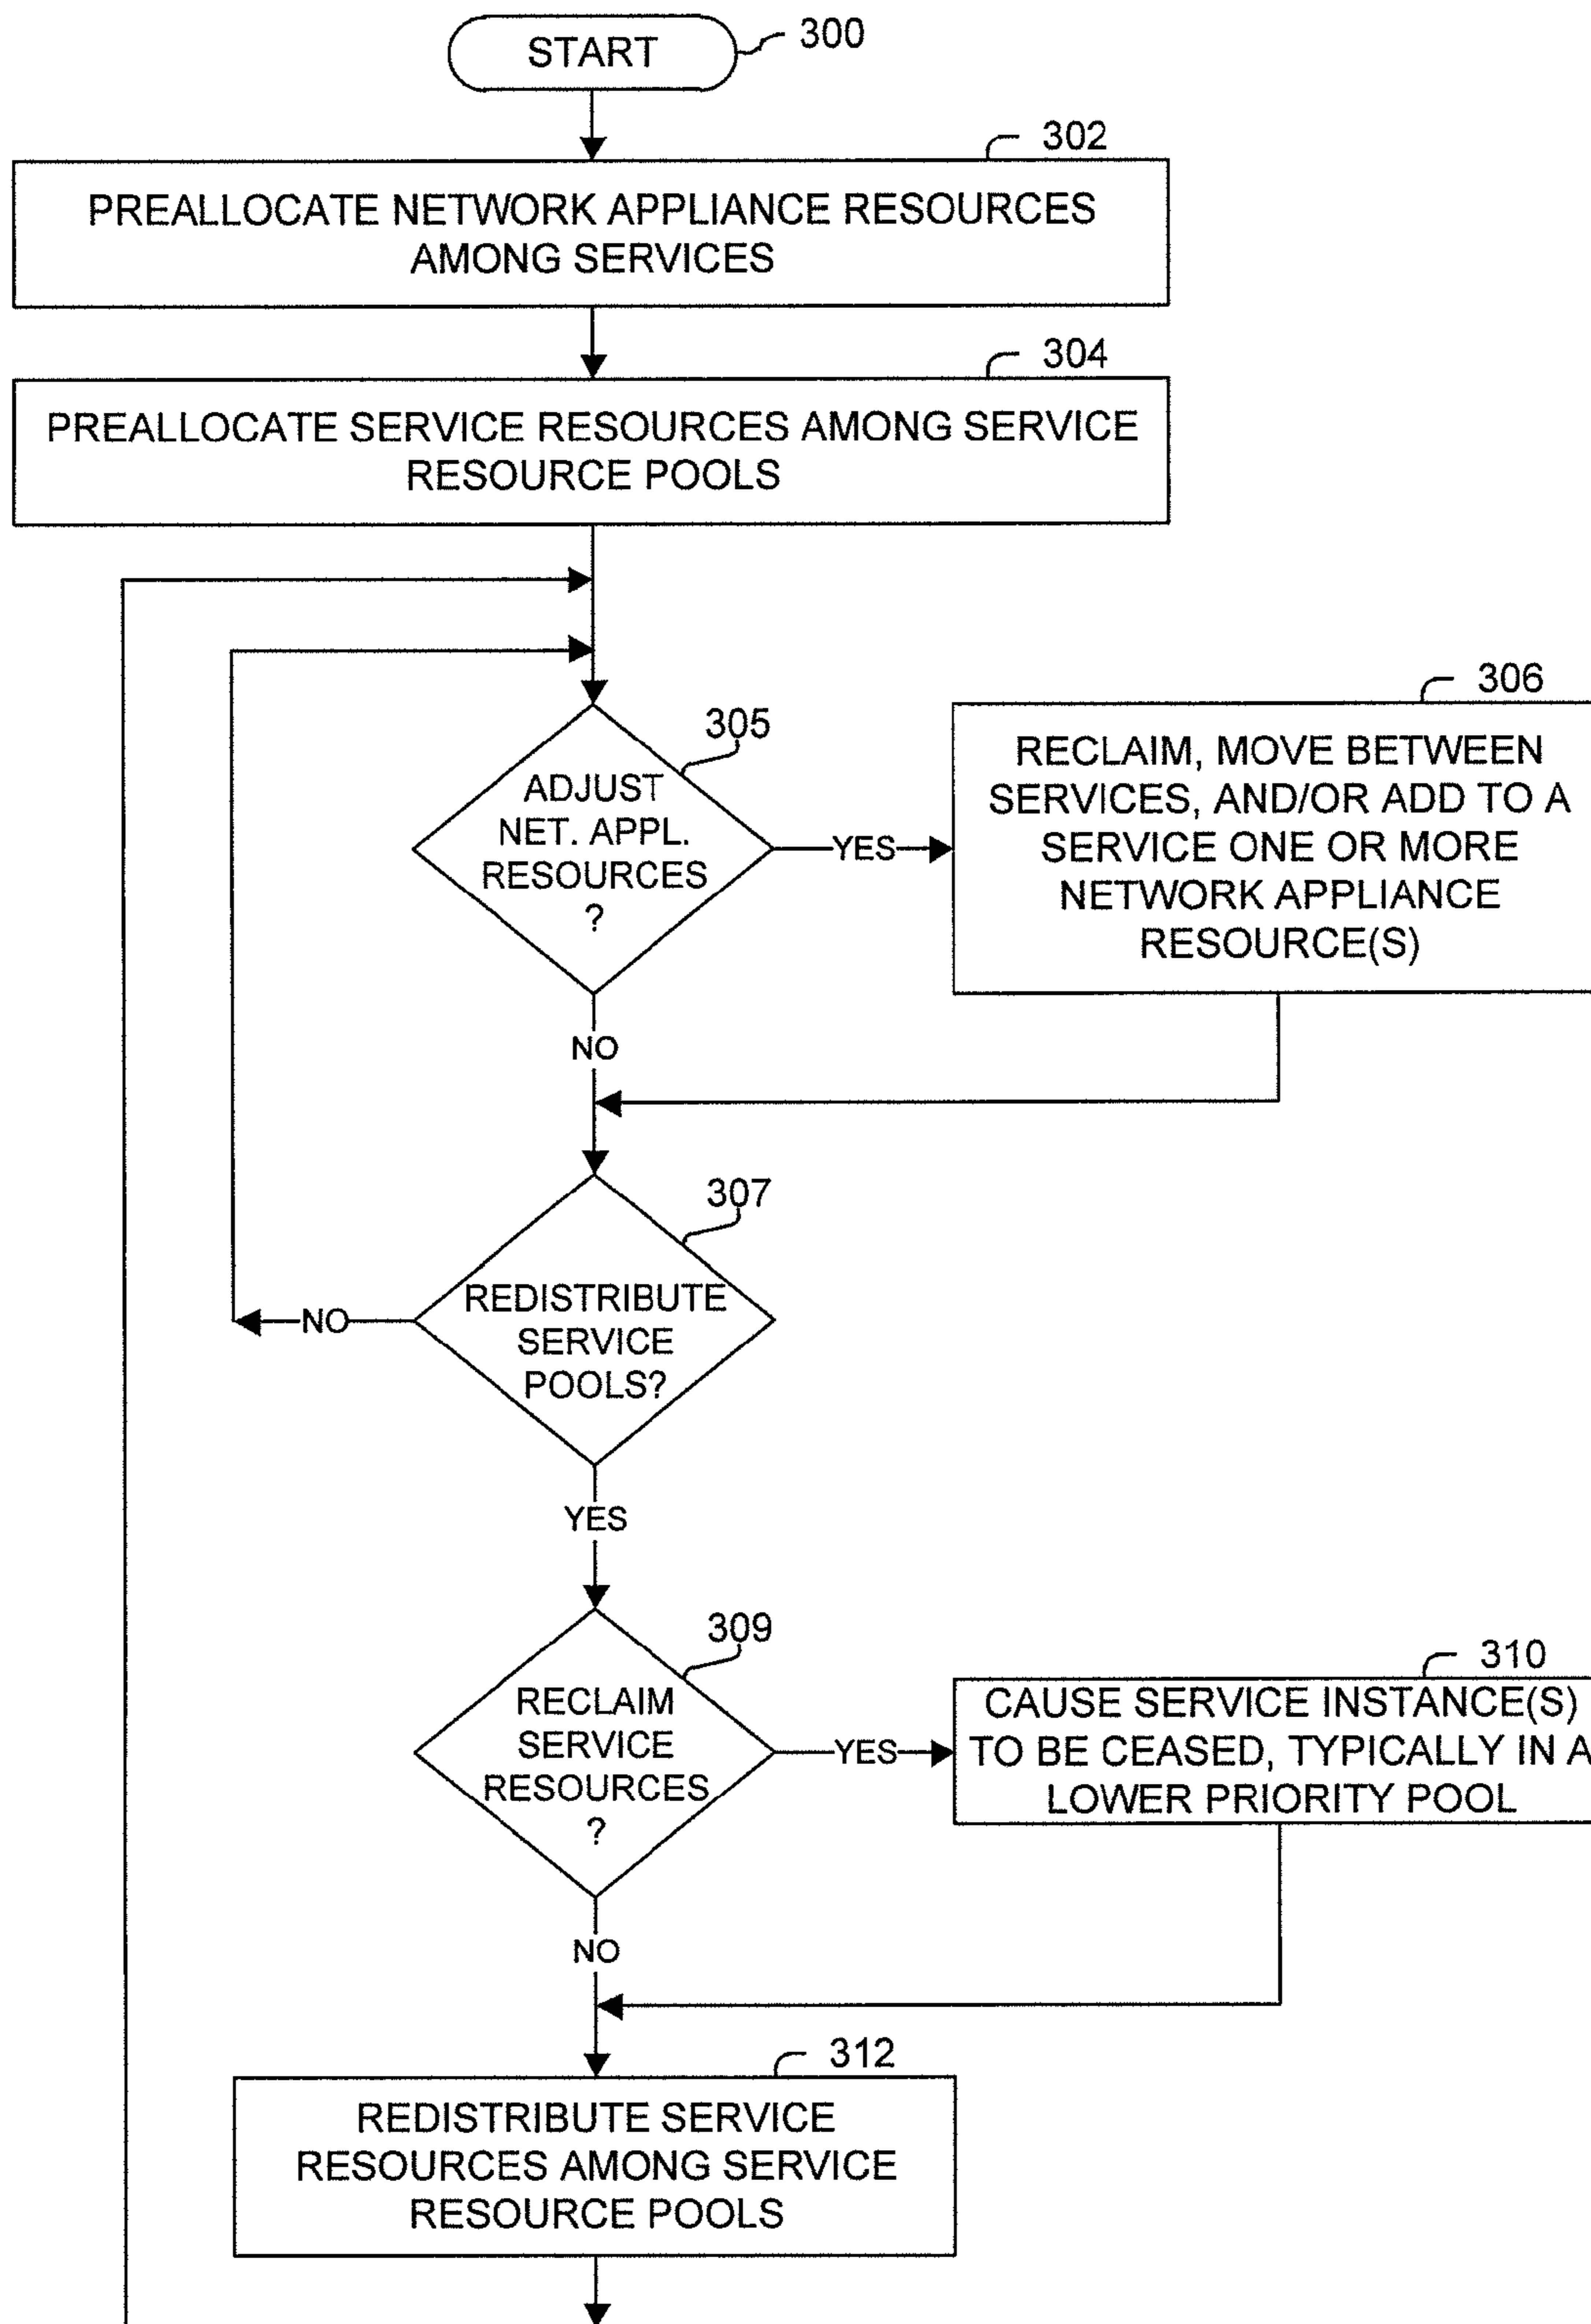 START
300
302
PREALLOCATE NETWORK APPLIANCE RESOURCES
AMONG SERVICES
304
PREALLOCATE SERVICE RESOURCES AMONG SERVICE
RESOURCE POOLS
305
ADJUST
NET. APPL.
RESOURCES
?
YES
306
RECLAIM, MOVE BETWEEN
SERVICES, AND/OR ADD TO A
SERVICE ONE OR MORE
NETWORK APPLIANCE
RESOURCE(S)
NO
307
REDISTRIBUTE
SERVICE
POOLS?
NO
YES
309
RECLAIM
SERVICE
RESOURCES
?
YES
310
CAUSE SERVICE INSTANCE(S)
TO BE CEASED, TYPICALLY IN A
LOWER PRIORITY POOL
NO
312
REDISTRIBUTE SERVICE
RESOURCES AMONG SERVICE
RESOURCE POOLS